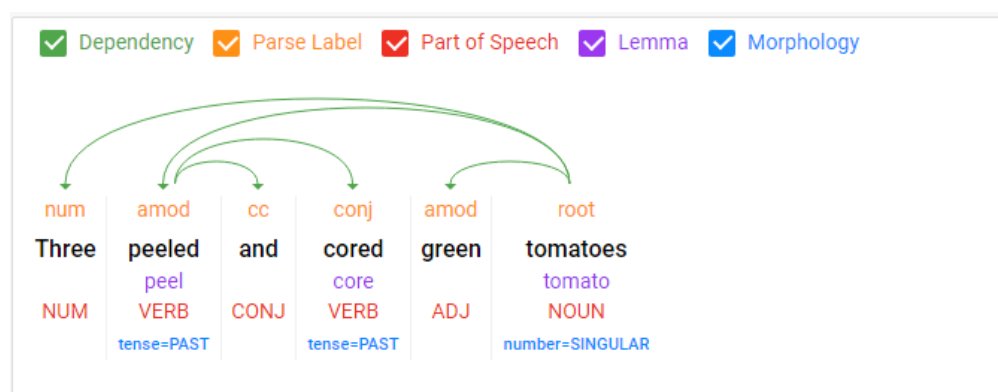 Dependency Parse Label Part of Speech Lemma Morphology
num amod cc conj amod root
Three peeled and cored green tomatoes
peel core tomato
NUM VERB CONJ VERB ADJ NOUN
tense=PAST tense=PAST number=SINGULAR